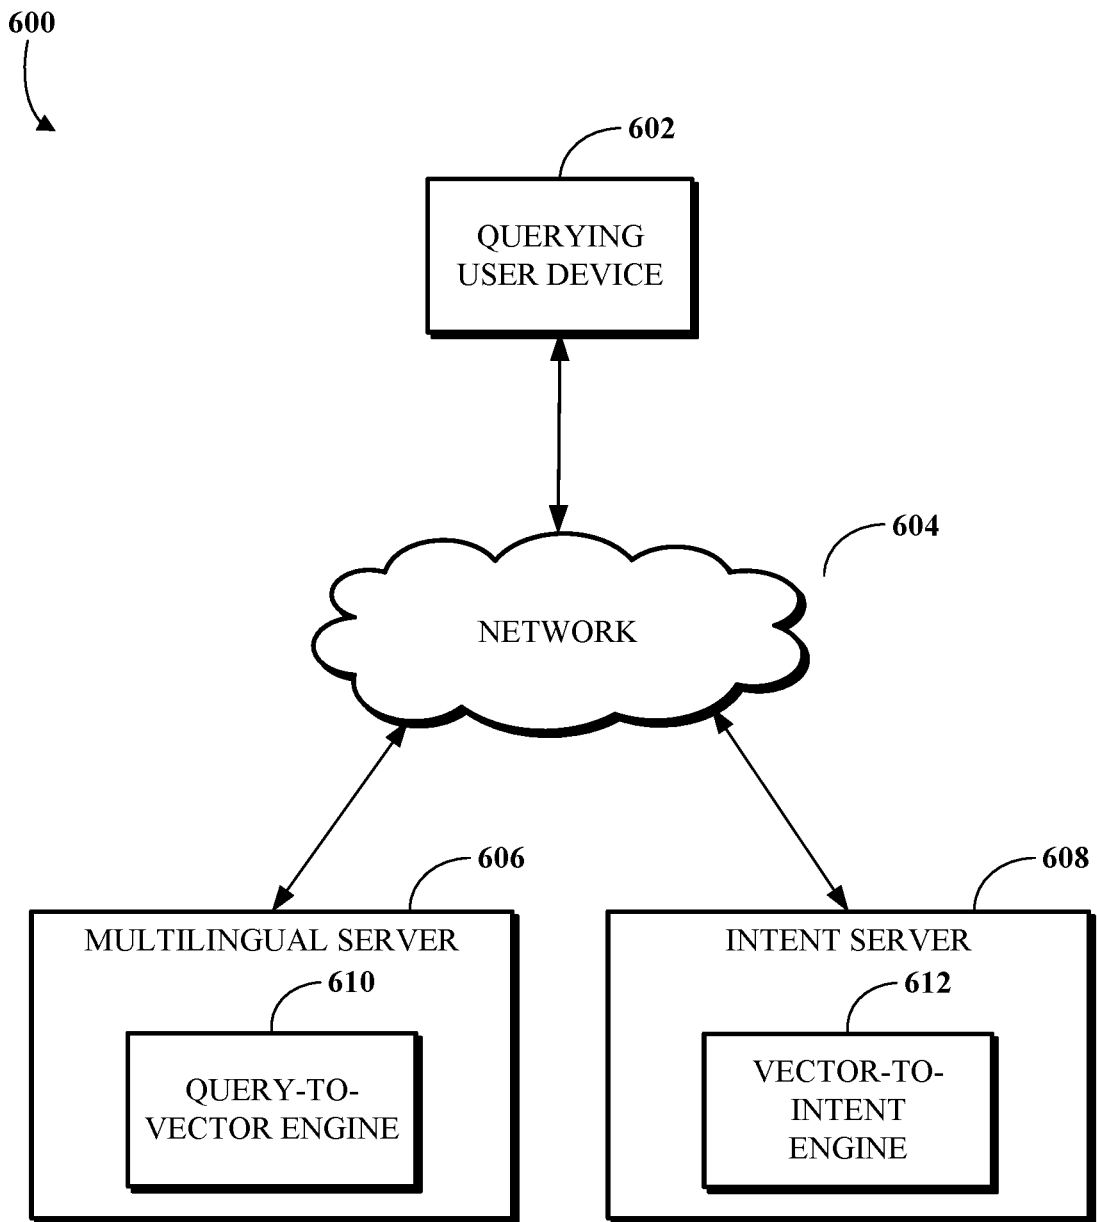 600
602
QUERYING
USER DEVICE
604
NETWORK
606
608
MULTILINGUAL SERVER
INTENT SERVER
610
612
QUERY-TO-
VECTOR ENGINE
VECTOR-TO-
INTENT
ENGINE